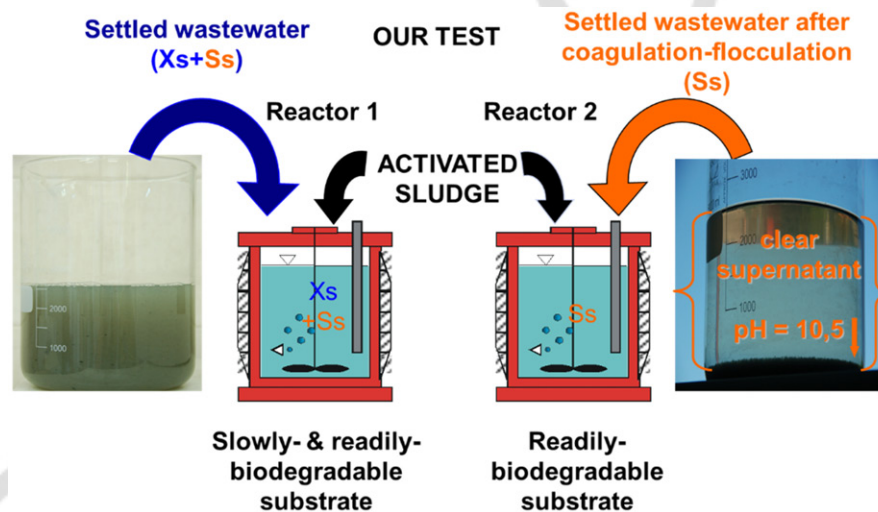 Settled wastewater
(Xs+Ss)
OUR TEST
Settled wastewater after
coagulation-flocculation
(Ss)
Reactor 1
Reactor 2
ACTIVATED
SLUDGE
2000
1000
Xs
+Ss
Ss
3000
2000
1000
clear
supernatant
pH = 10,5
Slowly- & readily-
biodegradable
substrate
Readily-
biodegradable
substrate